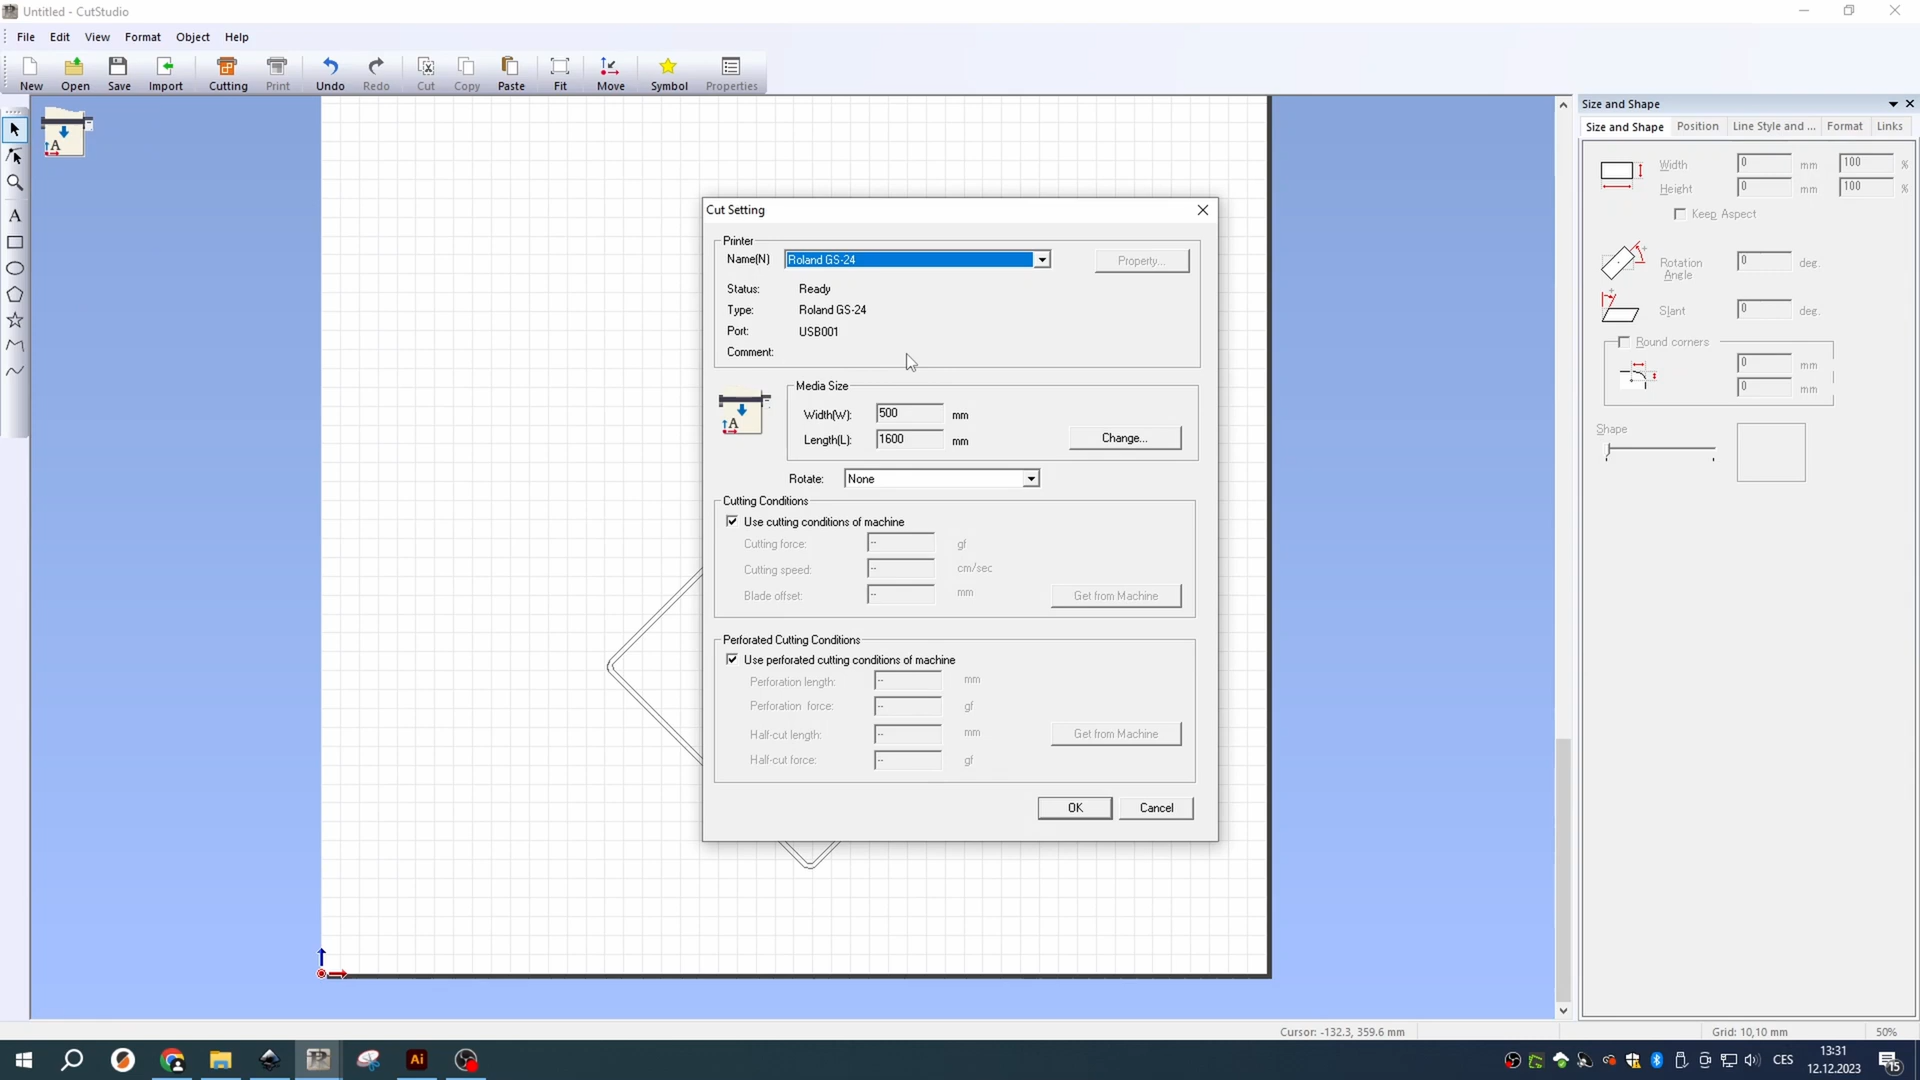 Untitled - CutStudio
File Edit View Format Object Help
New Open Save Import Cutting Print Undo Redo Cut Copy Paste Fit Move Symbol Properties
Size and Shape
Size and Shape Position Line Style and ... Format Links
Width 0 mm 100 %
Height 0 mm 100 %
Keep Aspect
Rotation Angle 0 deg.
Slant 0 deg.
Round corners
0 mm
0 mm
Shape
Cut Setting
Printer
Name(N) Roland GS-24 Property...
Status: Ready
Type: Roland GS-24
Port: USB001
Comment:
Media Size
Width(W): 500 mm
Length(L): 1600 mm Change...
Rotate: None
Cutting Conditions
Use cutting conditions of machine
Cutting force: -- gf
Cutting speed: -- cm/sec
Blade offset: -- mm Get from Machine
Perforated Cutting Conditions
Use perforated cutting conditions of machine
Perforation length: -- mm
Perforation force: -- gf
Half-cut length: -- mm Get from Machine
Half-cut force: -- gf
OK Cancel
Cursor: -132.3, 359.6 mm Grid: 10,10 mm 50%
Ai CES 13:31 15
12.12.2023